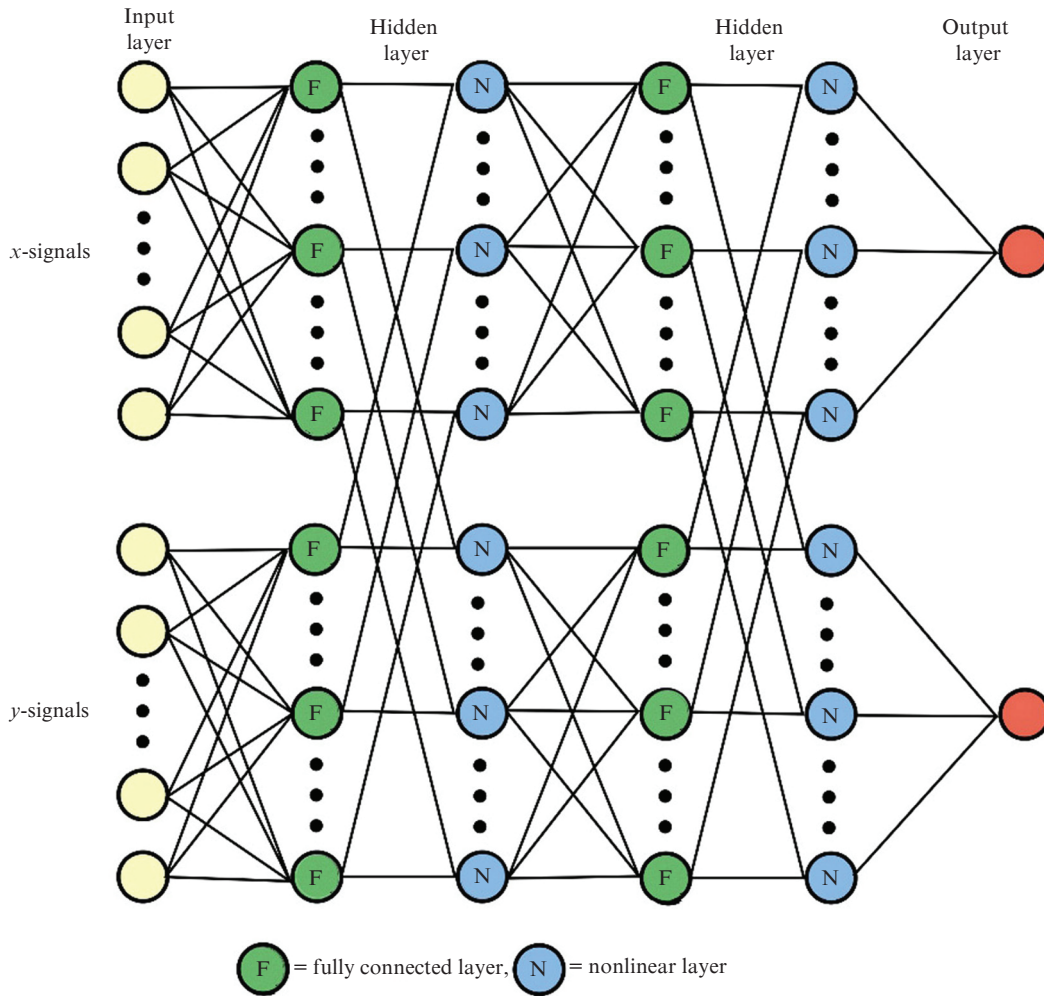 Input
layer
Hidden
layer
Hidden
layer
Output
layer
F N F N
x-signals
F N F N
F N F N
F N F N
y-signals
F N F N
F N F N
F = fully connected layer, N = nonlinear layer